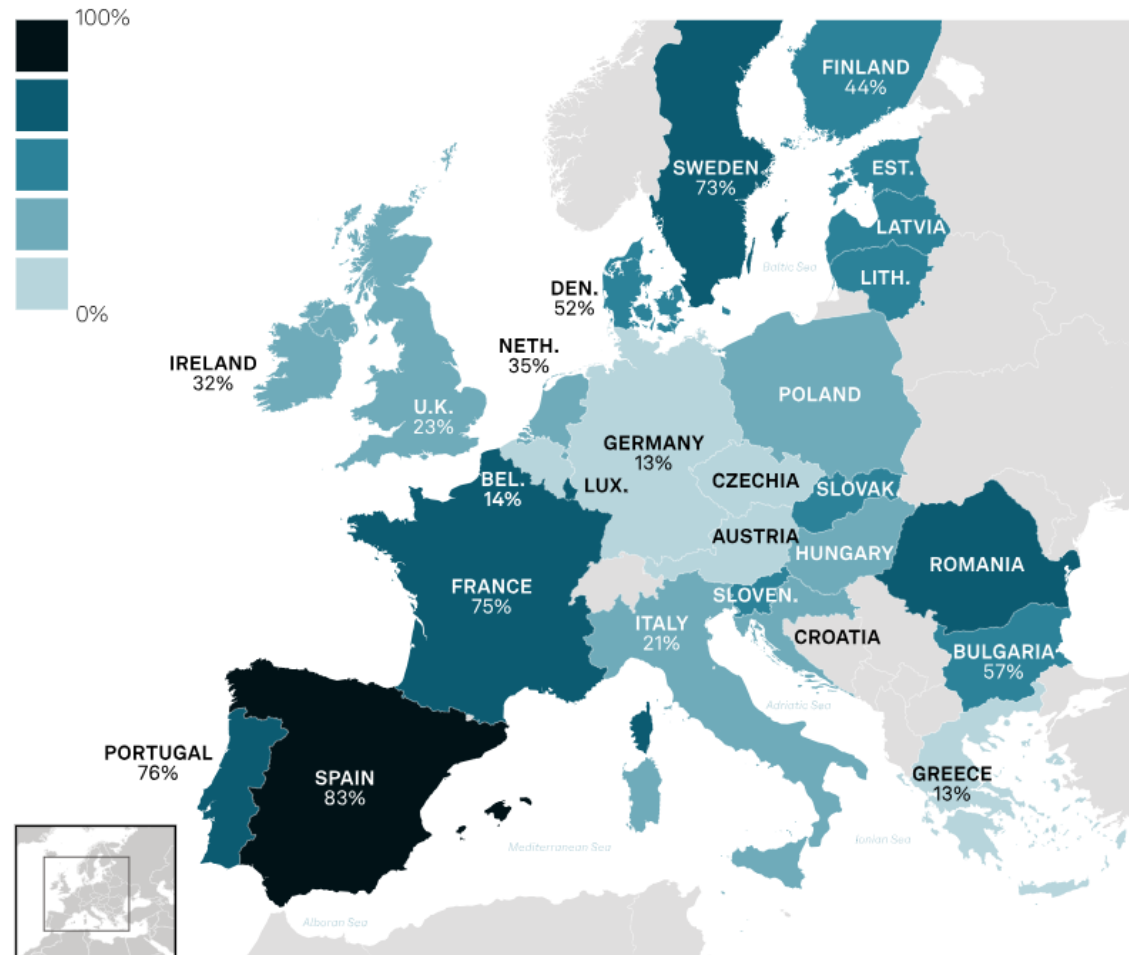 100%
0%
FINLAND
44%
SWEDEN
73%
EST.
LATVIA
LITH.
Baltic Sea
DEN.
52%
NETH.
35%
IRELAND
32%
U.K.
23%
POLAND
GERMANY
13%
CZECHIA
BEL.
14%
LUX.
SLOVAK.
AUSTRIA
HUNGARY
ROMANIA
FRANCE
75%
SLOVEN.
ITALY
21%
CROATIA
BULGARIA
57%
Adriatic Sea
PORTUGAL
76%
SPAIN
83%
GREECE
13%
Mediterranean Sea
Ionian Sea
Alboran Sea